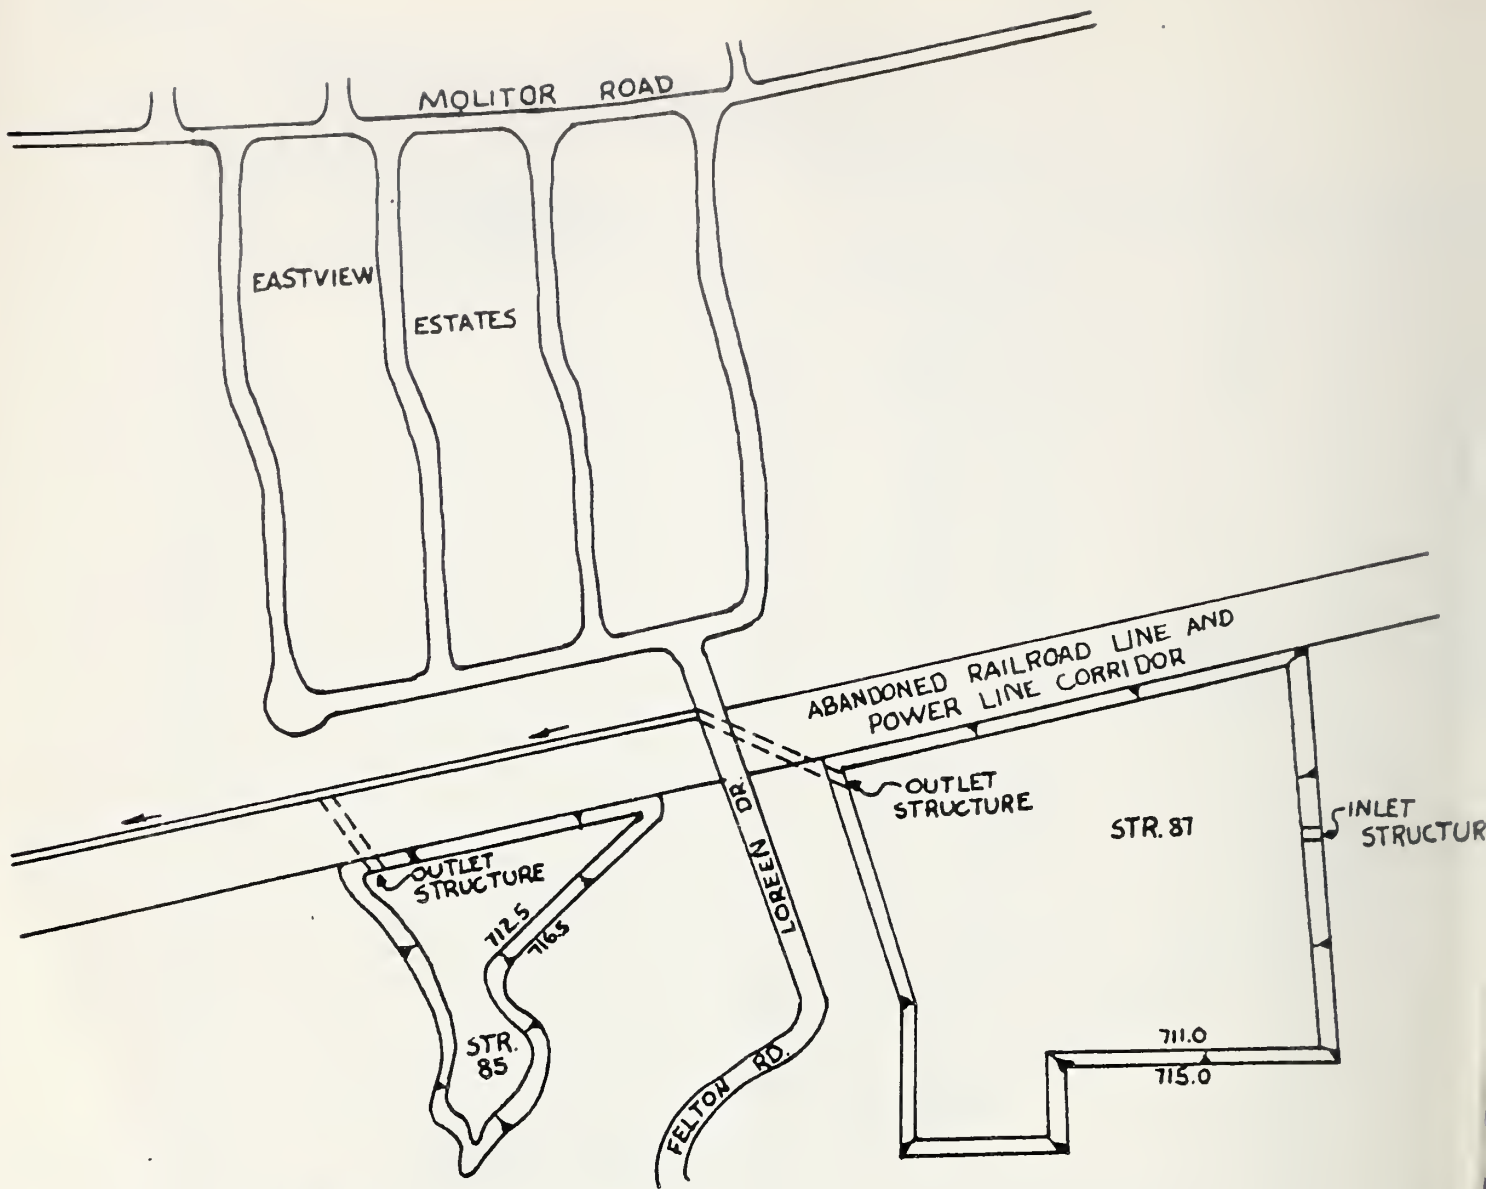 MOLITOR ROAD
EASTVIEW
ESTATES
ABANDONED RAILROAD LINE AND
POWER LINE CORRIDOR
OUTLET
STRUCTURE
STR. 87
INLET
STRUCTUR
OUTLET
STRUCTURE
LOREEN DR.
712.5
716.5
STR.
85
711.0
715.0
FELTON RD.